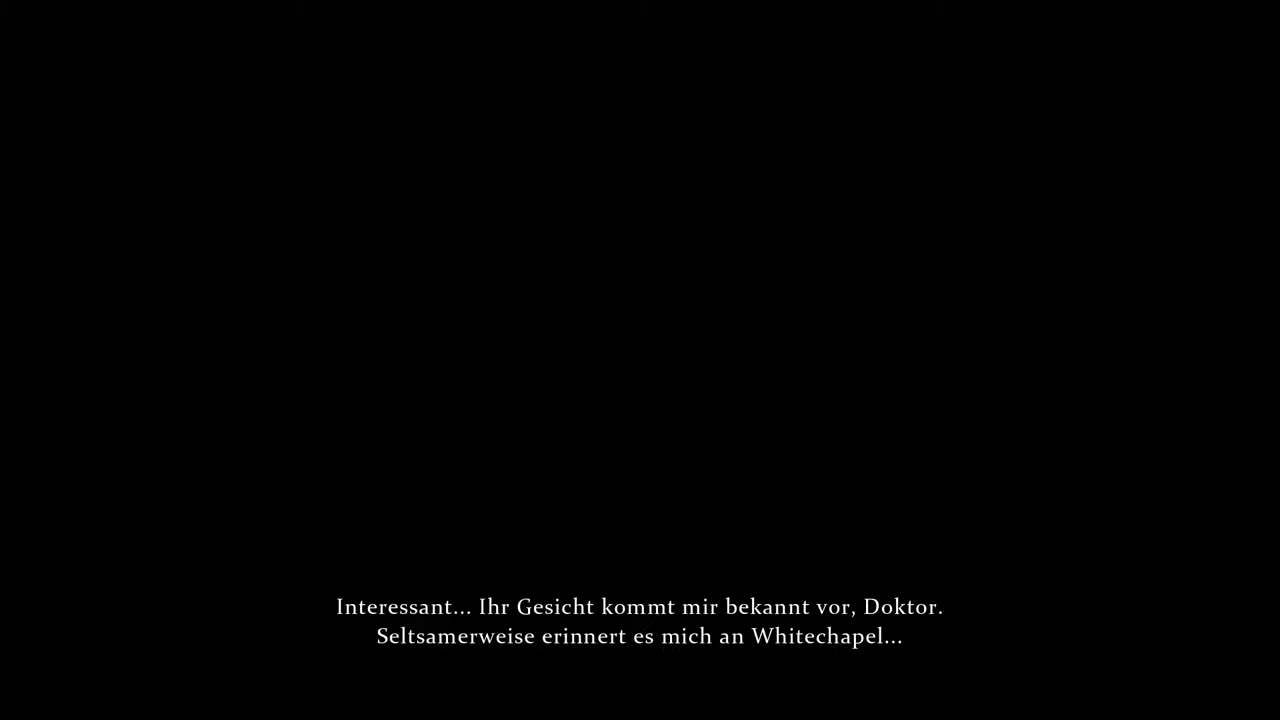 Interessant... Ihr Gesicht kommt mir bekannt vor, Doktor.
Seltsamerweise erinnert es mich an Whitechapel...